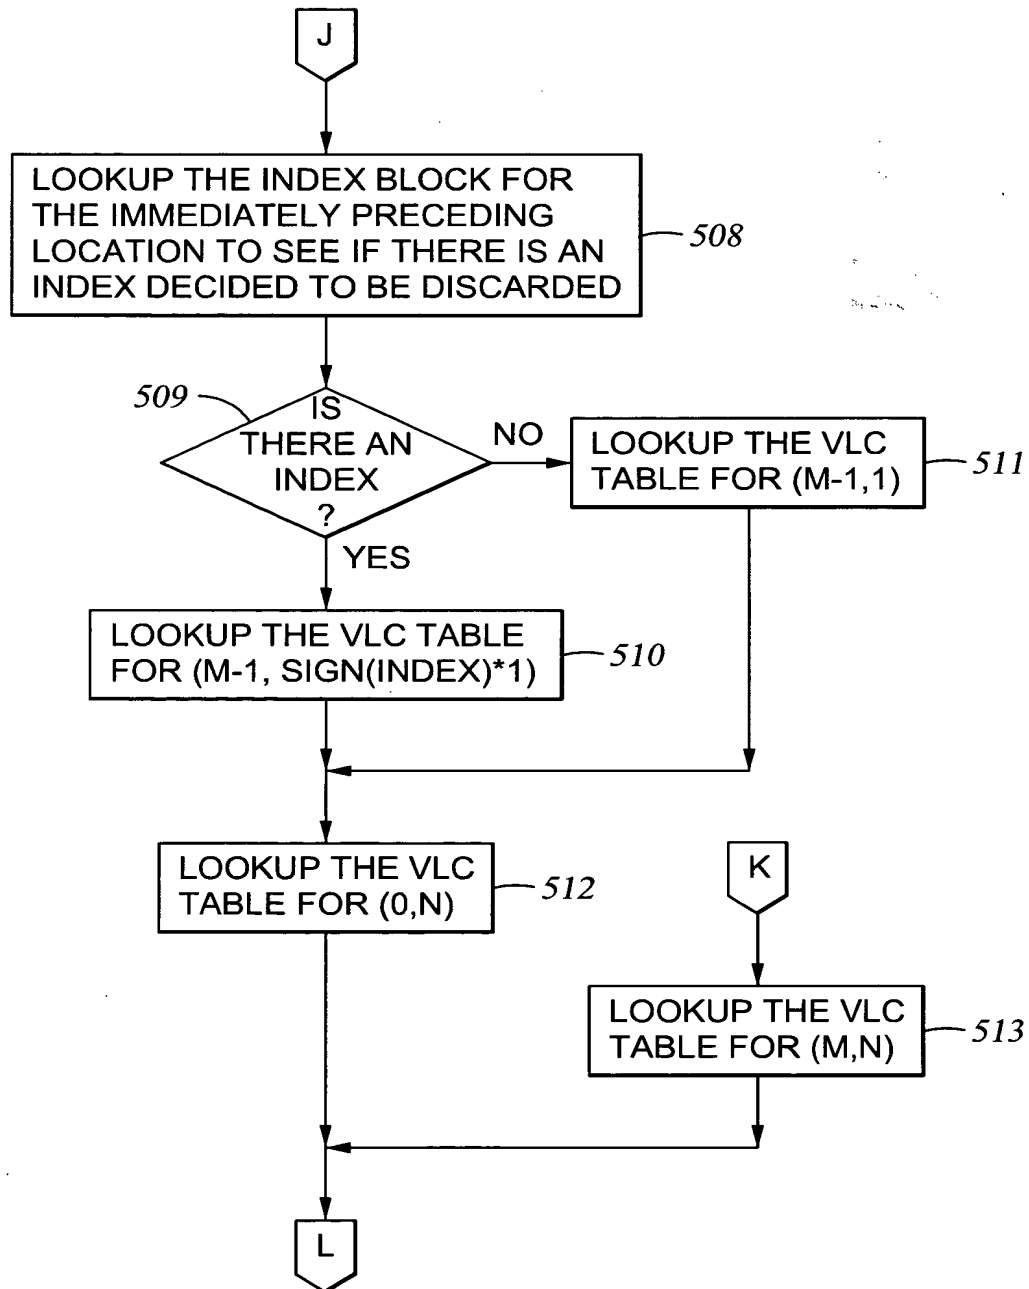 J
LOOKUP THE INDEX BLOCK FOR
THE IMMEDIATELY PRECEDING
LOCATION TO SEE IF THERE IS AN
INDEX DECIDED TO BE DISCARDED
508
509
IS
THERE AN
INDEX
?
NO
LOOKUP THE VLC
TABLE FOR (M-1,1)
511
YES
LOOKUP THE VLC TABLE
FOR (M-1, SIGN(INDEX)*1)
510
LOOKUP THE VLC
TABLE FOR (0,N)
512
K
LOOKUP THE VLC
TABLE FOR (M,N)
513
L